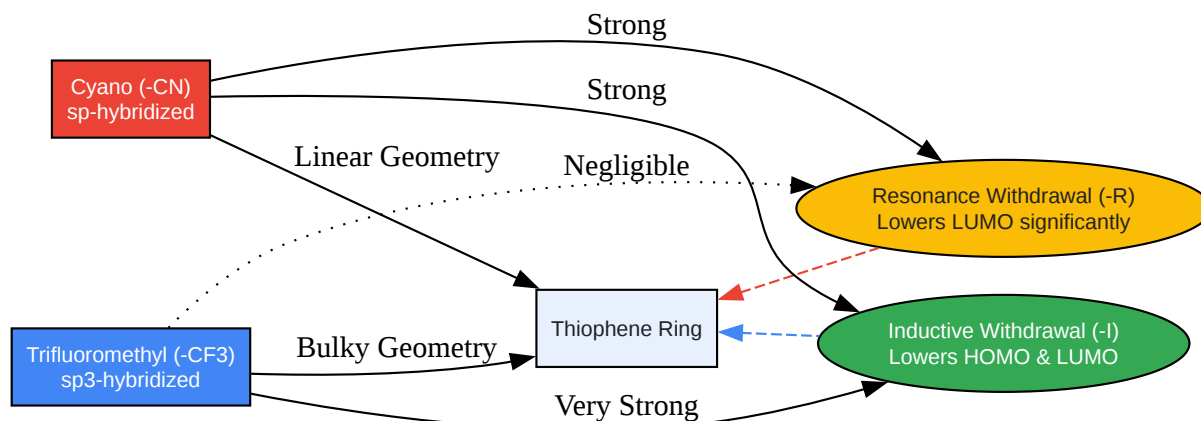 Strong
Cyano (-CN)
sp-hybridized
Strong
Linear Geometry
Negligible
Resonance Withdrawal (-R)
Lowers LUMO significantly
Thiophene Ring
Inductive Withdrawal (-I)
Lowers HOMO & LUMO
Trifluoromethyl (-CF3)
sp3-hybridized
Bulky Geometry
Very Strong